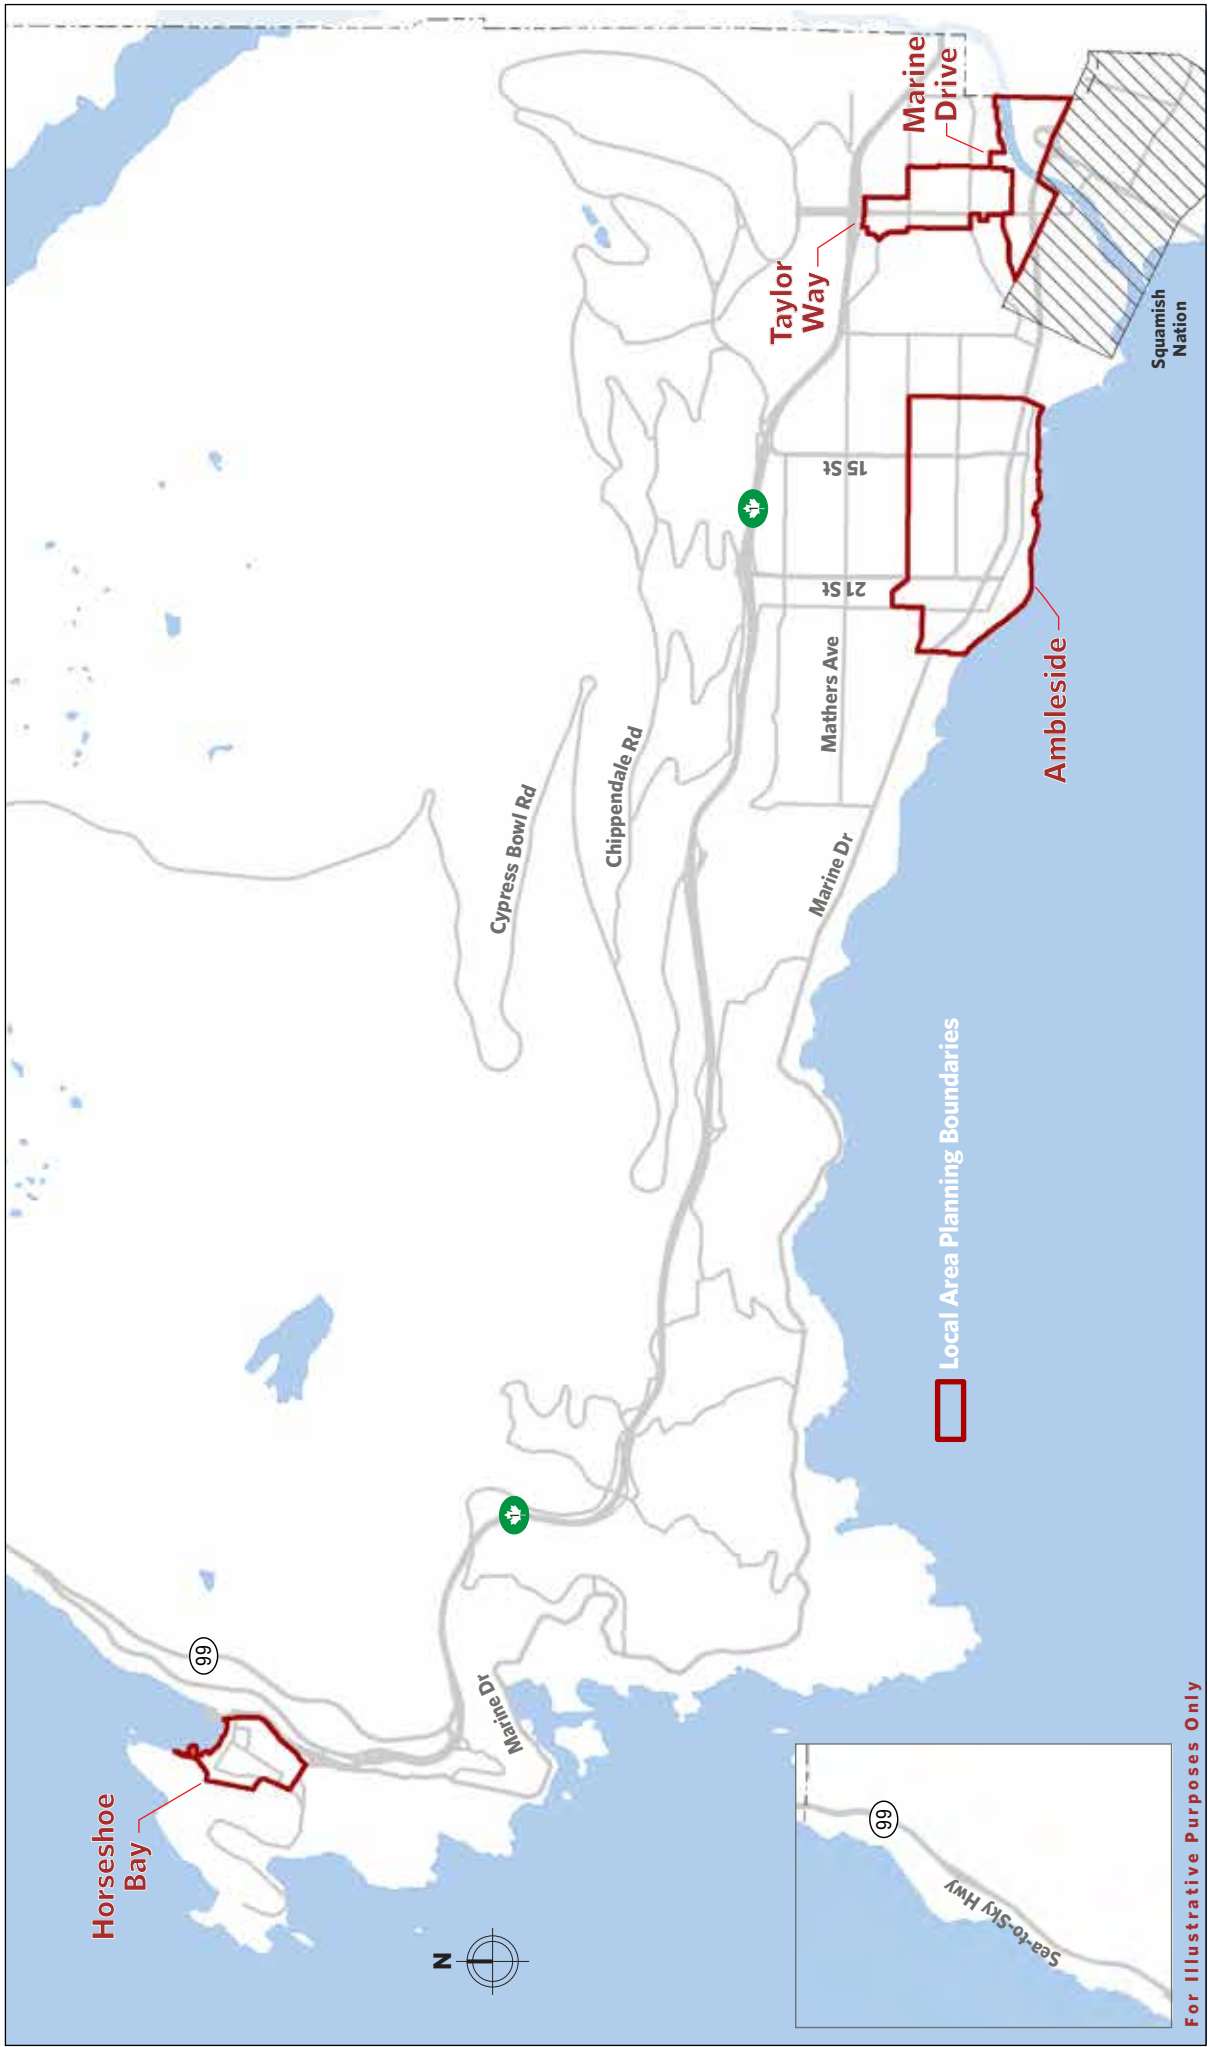 Horseshoe
Bay
99
Marine Dr
1
Cypress Bowl Rd
Chippendale Rd
Marine Dr
Mathers Ave
21 St
15 St
1
Taylor
Way
Marine
Drive
Ambleside
Squamish
Nation
N
Local Area Planning Boundaries
99
Sea-to-Sky Hwy
For Illustrative Purposes Only